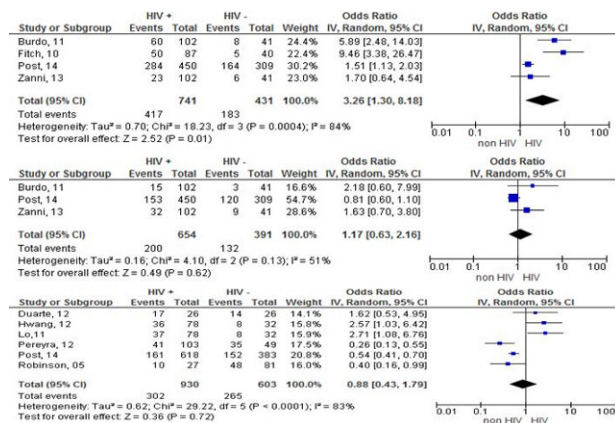 HIV + HIV - Odds Ratio Odds Ratio
Study or Subgroup Events Total Events Total Weight IV, Random, 95% CI IV, Random, 95% CI
Burdo, 11 60 102 8 41 24.4% 5.89 [2.48, 14.03]
Fitch, 10 50 87 5 40 22.9% 9.46 [3.38, 26.47]
Post, 14 284 450 164 309 29.2% 1.51 [1.13, 2.03]
Zanni, 13 23 102 6 41 23.5% 1.70 [0.64, 4.54]
Total (95% CI) 741 431 100.0% 3.26 [1.30, 8.18]
Total events 417 183
Heterogeneity: Tau² = 0.70; Chi² = 18.23, df = 3 (P = 0.0004); I² = 84%
Test for overall effect: Z = 2.52 (P = 0.01)
0.01 0.1 1 10 100
non HIV HIV
HIV + HIV - Odds Ratio Odds Ratio
Study or Subgroup Events Total Events Total Weight IV, Random, 95% CI IV, Random, 95% CI
Burdo, 11 15 102 3 41 16.6% 2.18 [0.60, 7.99]
Post, 14 153 450 120 309 54.7% 0.81 [0.60, 1.10]
Zanni, 13 32 102 9 41 28.6% 1.63 [0.70, 3.80]
Total (95% CI) 654 391 100.0% 1.17 [0.63, 2.16]
Total events 200 132
Heterogeneity: Tau² = 0.16; Chi² = 4.10, df = 2 (P = 0.13); I² = 51%
Test for overall effect: Z = 0.49 (P = 0.62)
0.01 0.1 1 10 100
non HIV HIV
HIV + HIV - Odds Ratio Odds Ratio
Study or Subgroup Events Total Events Total Weight IV, Random, 95% CI IV, Random, 95% CI
Duarte, 12 17 26 14 26 14.1% 1.62 [0.53, 4.95]
Hwang, 12 36 78 8 32 15.8% 2.57 [1.03, 6.42]
Lo,11 37 78 8 32 15.8% 2.71 [1.08, 6.76]
Pereyra, 12 41 103 35 49 17.5% 0.26 [0.13, 0.55]
Post, 14 161 618 152 383 20.8% 0.54 [0.41, 0.70]
Robinson, 05 10 27 48 81 15.9% 0.40 [0.16, 0.99]
Total (95% CI) 930 603 100.0% 0.88 [0.43, 1.79]
Total events 302 265
Heterogeneity: Tau² = 0.62; Chi² = 29.22, df = 5 (P < 0.0001); I² = 83%
Test for overall effect: Z = 0.36 (P = 0.72)
0.01 0.1 1 10 100
non HIV HIV